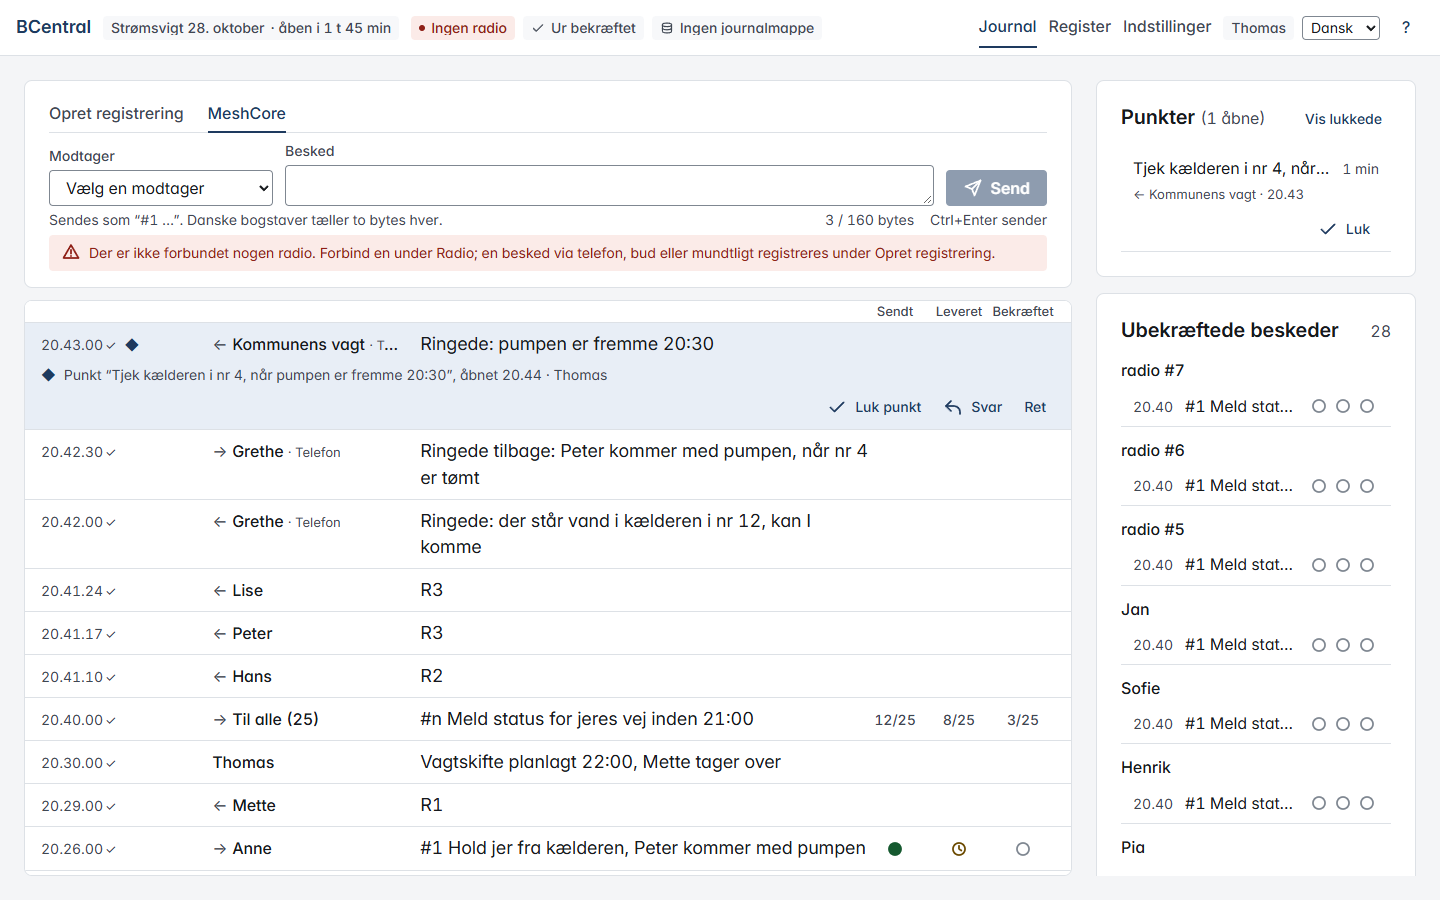 BCentral
Strømsvigt 28. oktober · åben i 1 t 45 min
Ingen radio
Ur bekræftet
Ingen journalmappe
Journal
Register
Indstillinger
Thomas
Dansk
?
Opret registrering
MeshCore
Modtager
Besked
Vælg en modtager
Send
Sendes som “#1 …”. Danske bogstaver tæller to bytes hver.
3 / 160 bytes
Ctrl+Enter sender
Der er ikke forbundet nogen radio. Forbind en under Radio; en besked via telefon, bud eller mundtligt registreres under Opret registrering.
Sendt Leveret Bekræftet
20.43.00 ← Kommunens vagt · T... Ringede: pumpen er fremme 20:30
Punkt “Tjek kælderen i nr 4, når pumpen er fremme 20:30”, åbnet 20.44 · Thomas
Luk punkt Svar Ret
20.42.30 → Grethe · Telefon Ringede tilbage: Peter kommer med pumpen, når nr 4
er tømt
20.42.00 ← Grethe · Telefon Ringede: der står vand i kælderen i nr 12, kan I
komme
20.41.24 ← Lise R3
20.41.17 ← Peter R3
20.41.10 ← Hans R2
20.40.00 → Til alle (25) #n Meld status for jeres vej inden 21:00 12/25 8/25 3/25
20.30.00 Thomas Vagtskifte planlagt 22:00, Mette tager over
20.29.00 ← Mette R1
20.26.00 → Anne #1 Hold jer fra kælderen, Peter kommer med pumpen
Punkter (1 åbne)
Vis lukkede
Tjek kælderen i nr 4, når... 1 min
← Kommunens vagt · 20.43
Luk
Ubekræftede beskeder 28
radio #7
20.40 #1 Meld stat...
radio #6
20.40 #1 Meld stat...
radio #5
20.40 #1 Meld stat...
Jan
20.40 #1 Meld stat...
Sofie
20.40 #1 Meld stat...
Henrik
20.40 #1 Meld stat...
Pia